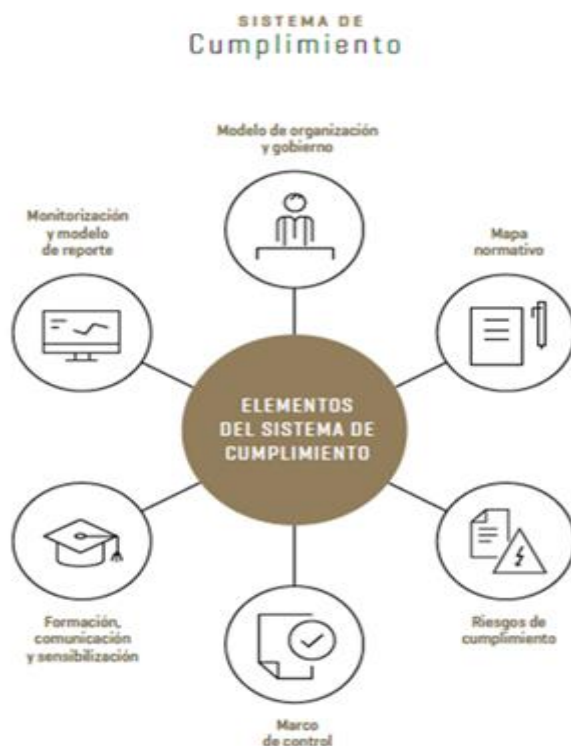 SISTEMA DE
Cumplimiento
Modelo de organización
y gobierno
Monitorización
y modelo
de reporte
Mapa
normativo
ELEMENTOS
DEL SISTEMA DE
CUMPLIMIENTO
Formación,
comunicación
y sensibilización
Riesgos de
cumplimiento
Marco
de control